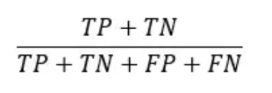 TP + TN
TP + TN + FP + FN